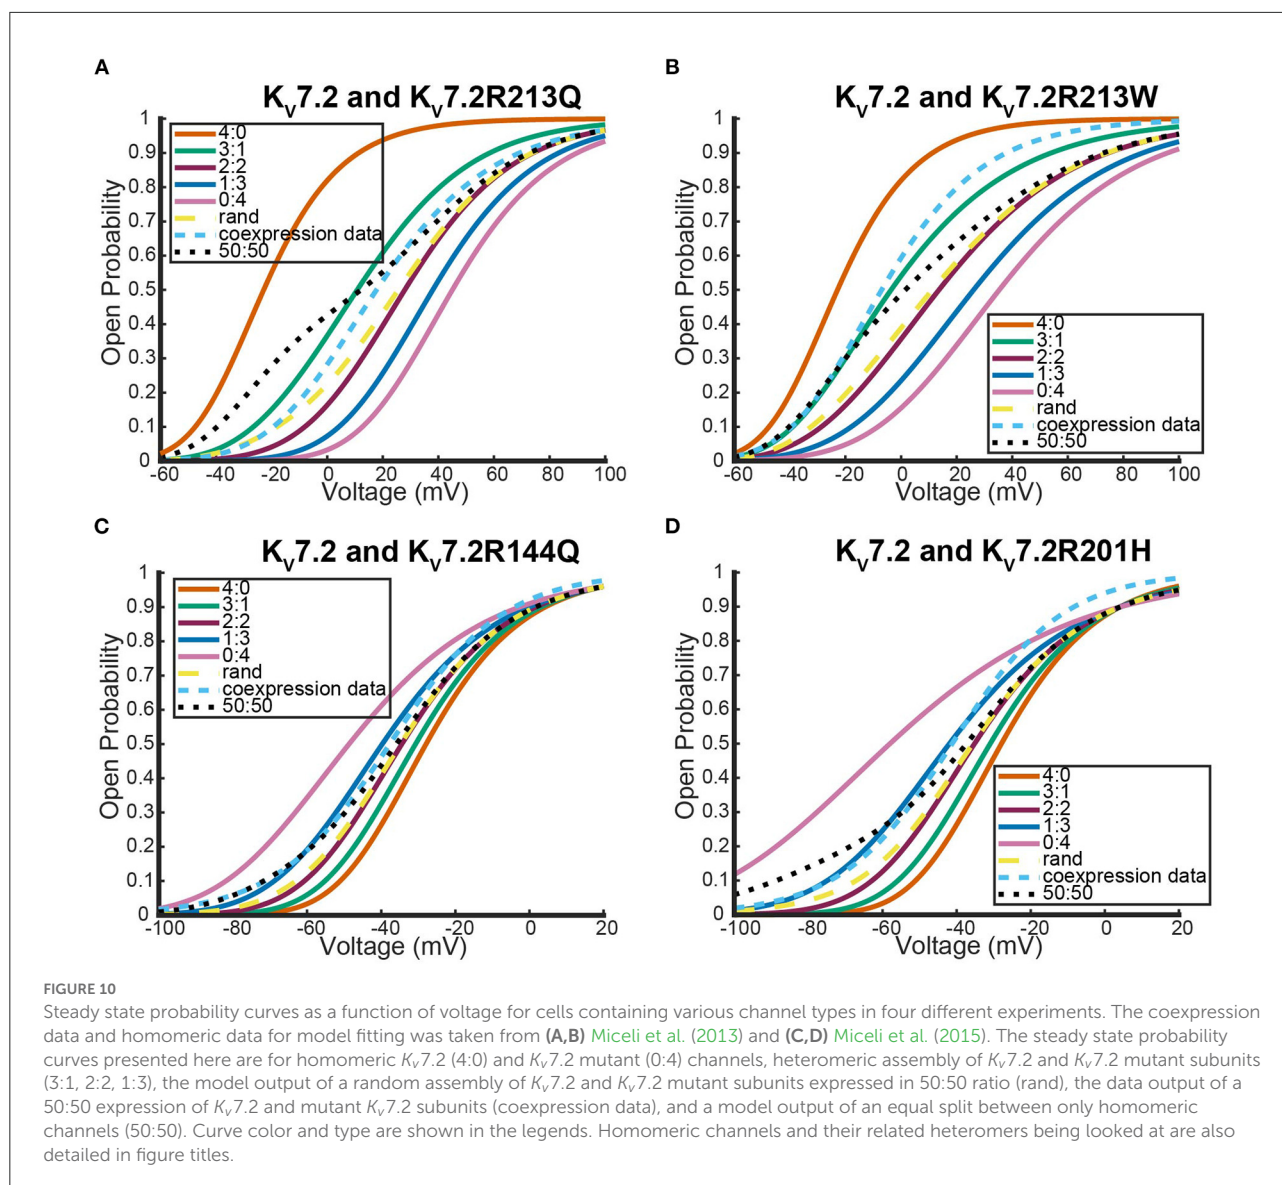 A
K_V7.2 and K_V7.2R213Q
1
0.9
0.8
0.7
0.6
0.5
0.4
0.3
0.2
0.1
0
Open Probability
4:0
3:1
2:2
1:3
0:4
rand
coexpression data
50:50
-60 -40 -20 0 20 40 60 80 100
Voltage (mV)
B
K_V7.2 and K_V7.2R213W
1
0.9
0.8
0.7
0.6
0.5
0.4
0.3
0.2
0.1
0
Open Probability
4:0
3:1
2:2
1:3
0:4
rand
coexpression data
50:50
-60 -40 -20 0 20 40 60 80 100
Voltage (mV)
C
K_V7.2 and K_V7.2R144Q
1
0.9
0.8
0.7
0.6
0.5
0.4
0.3
0.2
0.1
0
Open Probability
4:0
3:1
2:2
1:3
0:4
rand
coexpression data
50:50
-100 -80 -60 -40 -20 0 20
Voltage (mV)
D
K_V7.2 and K_V7.2R201H
1
0.9
0.8
0.7
0.6
0.5
0.4
0.3
0.2
0.1
0
Open Probability
4:0
3:1
2:2
1:3
0:4
rand
coexpression data
50:50
-100 -80 -60 -40 -20 0 20
Voltage (mV)
FIGURE 10
Steady state probability curves as a function of voltage for cells containing various channel types in four different experiments. The coexpression
data and homomeric data for model fitting was taken from (A,B) Miceli et al. (2013) and (C,D) Miceli et al. (2015). The steady state probability
curves presented here are for homomeric K_v7.2 (4:0) and K_v7.2 mutant (0:4) channels, heteromeric assembly of K_v7.2 and K_v7.2 mutant subunits
(3:1, 2:2, 1:3), the model output of a random assembly of K_v7.2 and K_v7.2 mutant subunits expressed in 50:50 ratio (rand), the data output of a
50:50 expression of K_v7.2 and mutant K_v7.2 subunits (coexpression data), and a model output of an equal split between only homomeric
channels (50:50). Curve color and type are shown in the legends. Homomeric channels and their related heteromers being looked at are also
detailed in figure titles.